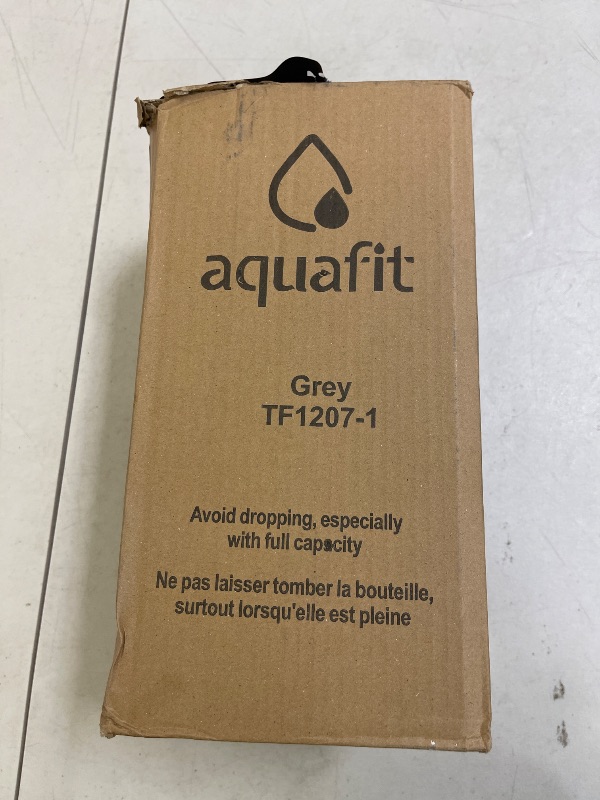 aquafit
Grey
TF1207-1
Avoid dropping, especially
with full capacity
Ne pas laisser tomber la bouteille,
surtout lorsqu'elle est pleine